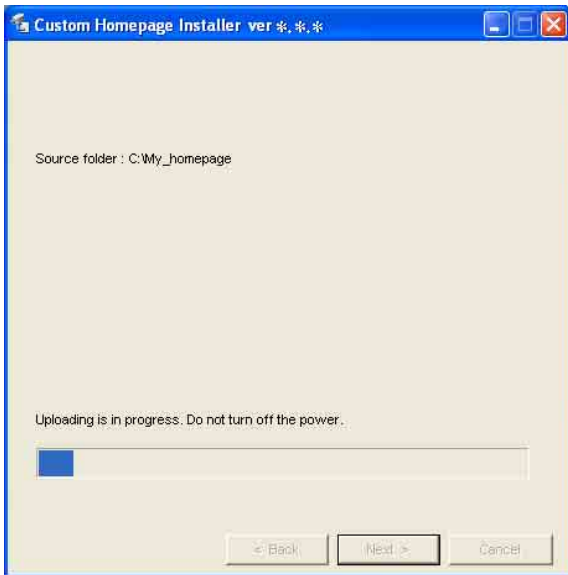 Custom Homepage Installer ver *.*.*
Source folder : C:\My_homepage
Uploading is in progress. Do not turn off the power.
< Back
Next >
Cancel